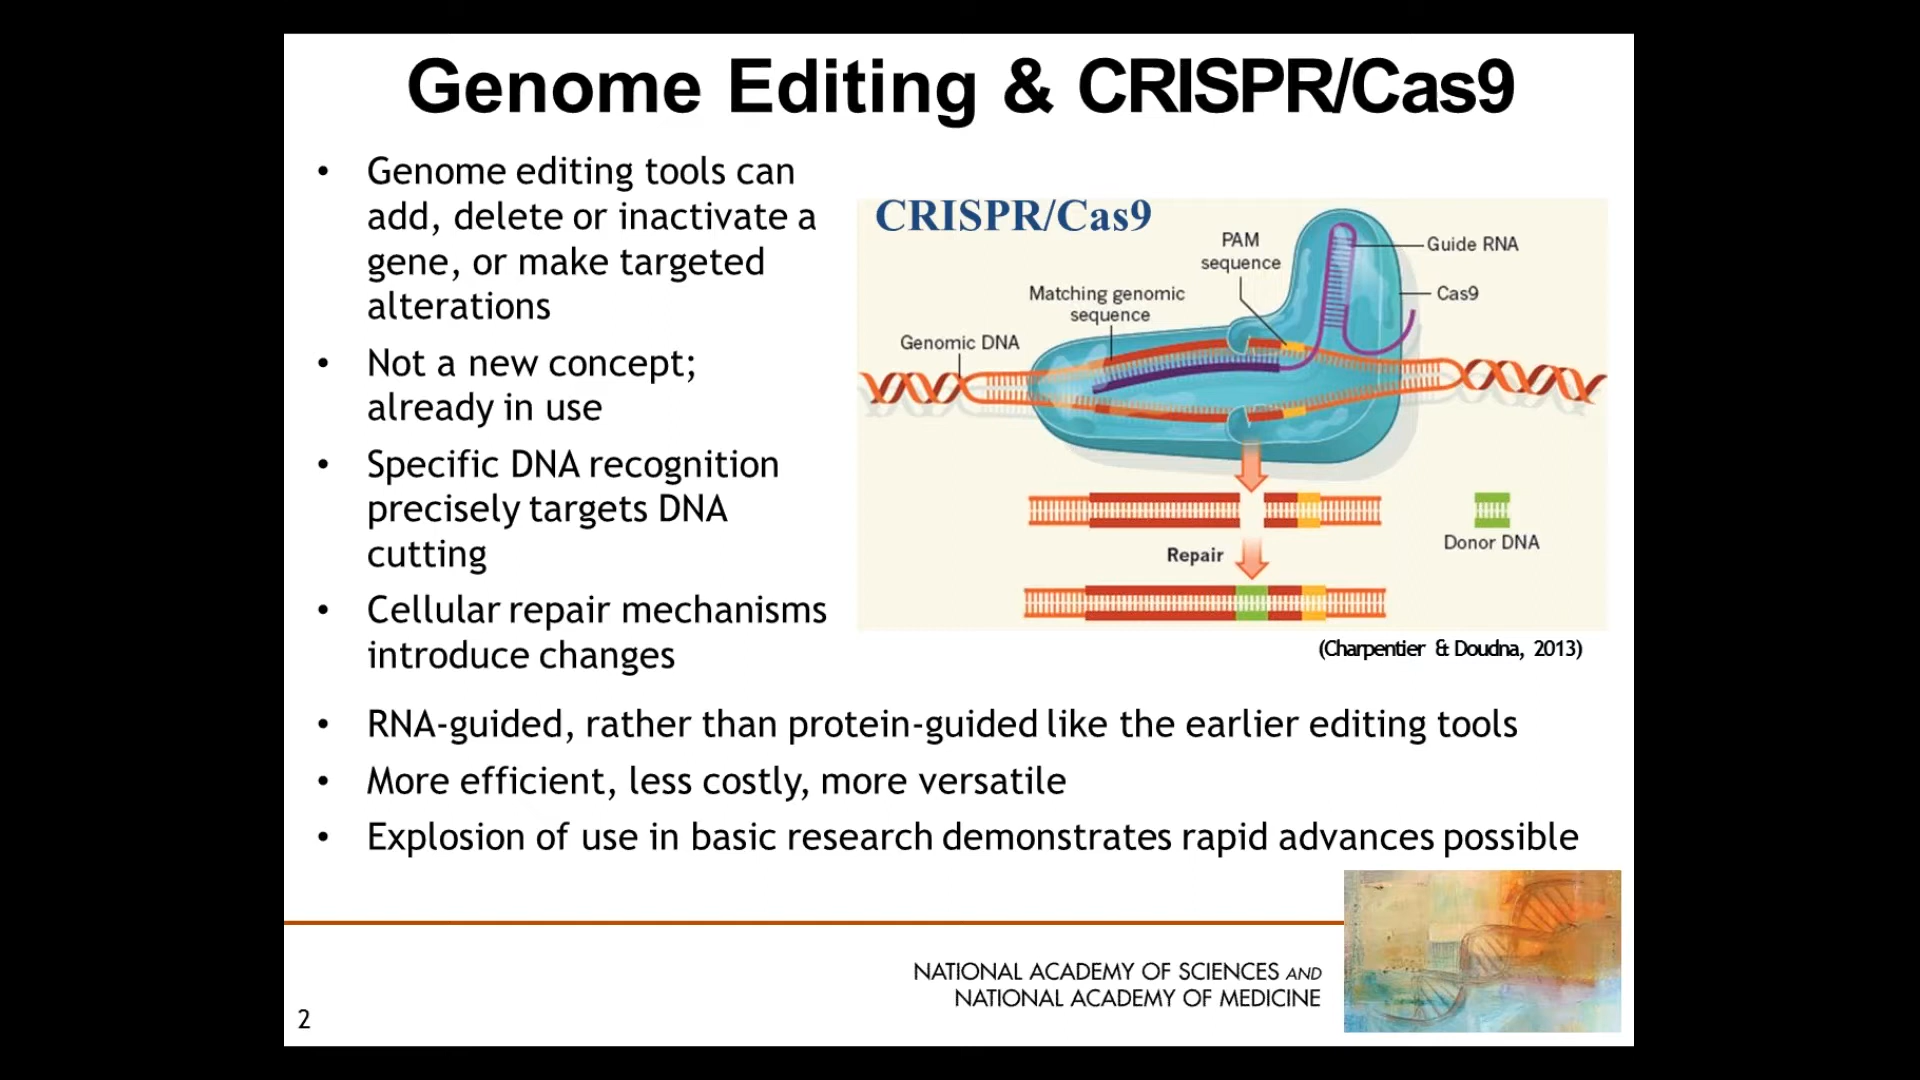 Genome Editing & CRISPR/Cas9
• Genome editing tools can
add, delete or inactivate a
gene, or make targeted
alterations
• Not a new concept;
already in use
• Specific DNA recognition
precisely targets DNA
cutting
• Cellular repair mechanisms
introduce changes
CRISPR/Cas9
PAM
sequence
Guide RNA
Cas9
Matching genomic
sequence
Genomic DNA
Donor DNA
Repair
(Charpentier & Doudna, 2013)
• RNA-guided, rather than protein-guided like the earlier editing tools
• More efficient, less costly, more versatile
• Explosion of use in basic research demonstrates rapid advances possible
NATIONAL ACADEMY OF SCIENCES AND
NATIONAL ACADEMY OF MEDICINE
2